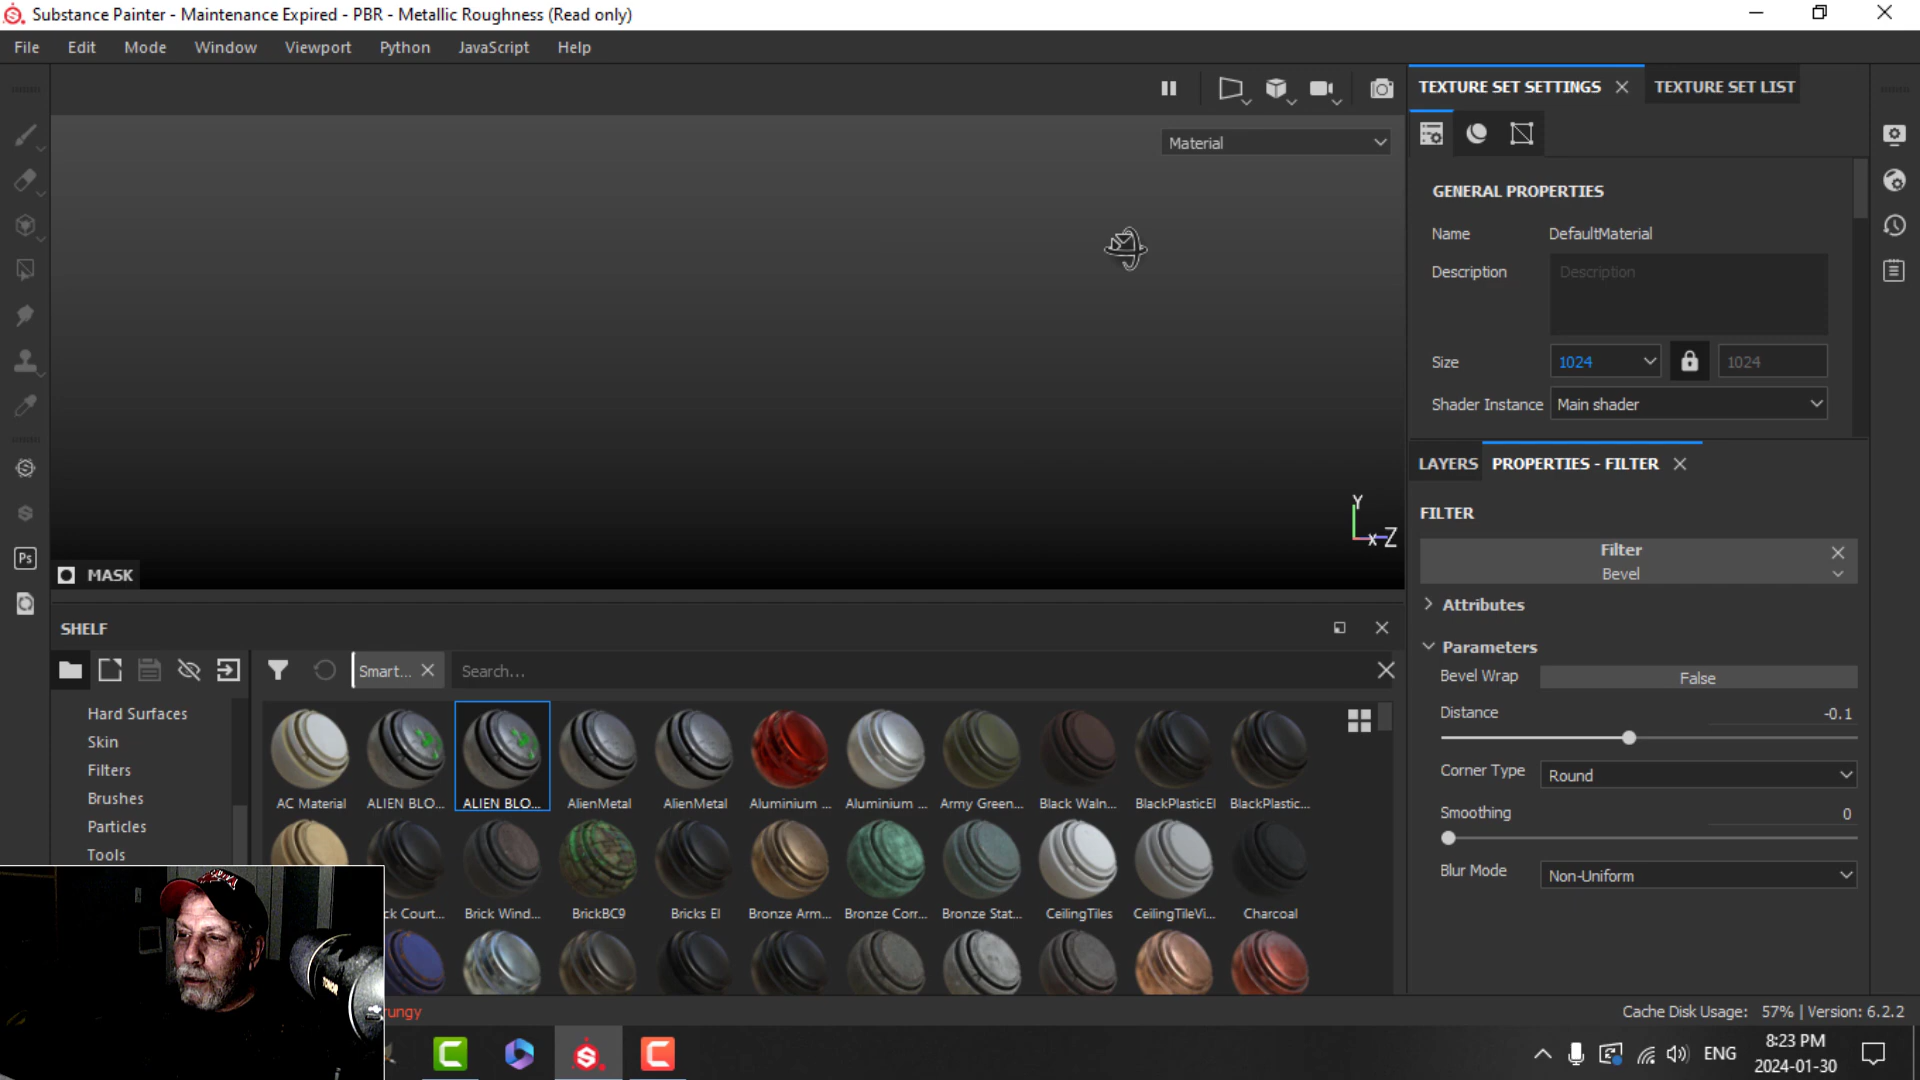 Substance Painter - Maintenance Expired - PBR - Metallic Roughness (Read only)
File Edit Mode Window Viewport Python JavaScript Help
TEXTURE SET SETTINGS TEXTURE SET LIST
Material
GENERAL PROPERTIES
Name DefaultMaterial
Description Description
Size 1024 1024
Shader Instance Main shader
LAYERS PROPERTIES - FILTER
Y
X Z
FILTER
Filter
Bevel
Ps
MASK
Attributes
SHELF
Parameters
Smart... Search...
Bevel Wrap False
Hard Surfaces
Distance -0.1
Skin
Filters
Corner Type Round
Brushes
AC Material ALIEN BLO... ALIEN BLO... AlienMetal AlienMetal Aluminium ... Aluminium ... Army Green... Black Waln... BlackPlasticEl BlackPlastic...
Smoothing 0
Particles
Tools
Blur Mode Non-Uniform
ck Court... Brick Wind... BrickBC9 Bricks El Bronze Arm... Bronze Corr... Bronze Stat... CeilingTiles CeilingTileVi... Charcoal
TONOR
rungy
Cache Disk Usage: 57% | Version: 6.2.2
ENG
8:23 PM
2024-01-30